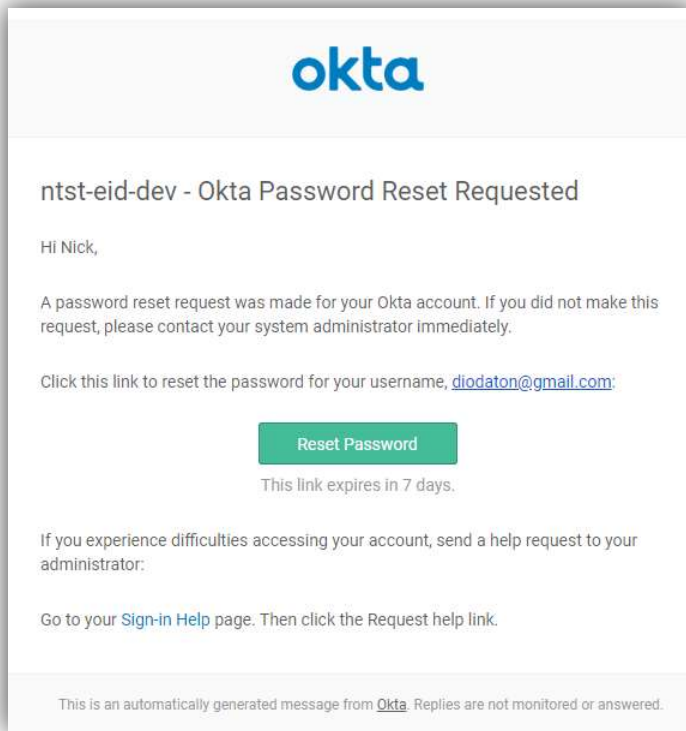 okta
ntst-eid-dev - Okta Password Reset Requested
Hi Nick,
A password reset request was made for your Okta account. If you did not make this
request, please contact your system administrator immediately.
Click this link to reset the password for your username, diodaton@gmail.com:
Reset Password
This link expires in 7 days.
If you experience difficulties accessing your account, send a help request to your
administrator:
Go to your Sign-in Help page. Then click the Request help link.
This is an automatically generated message from Okta. Replies are not monitored or answered.